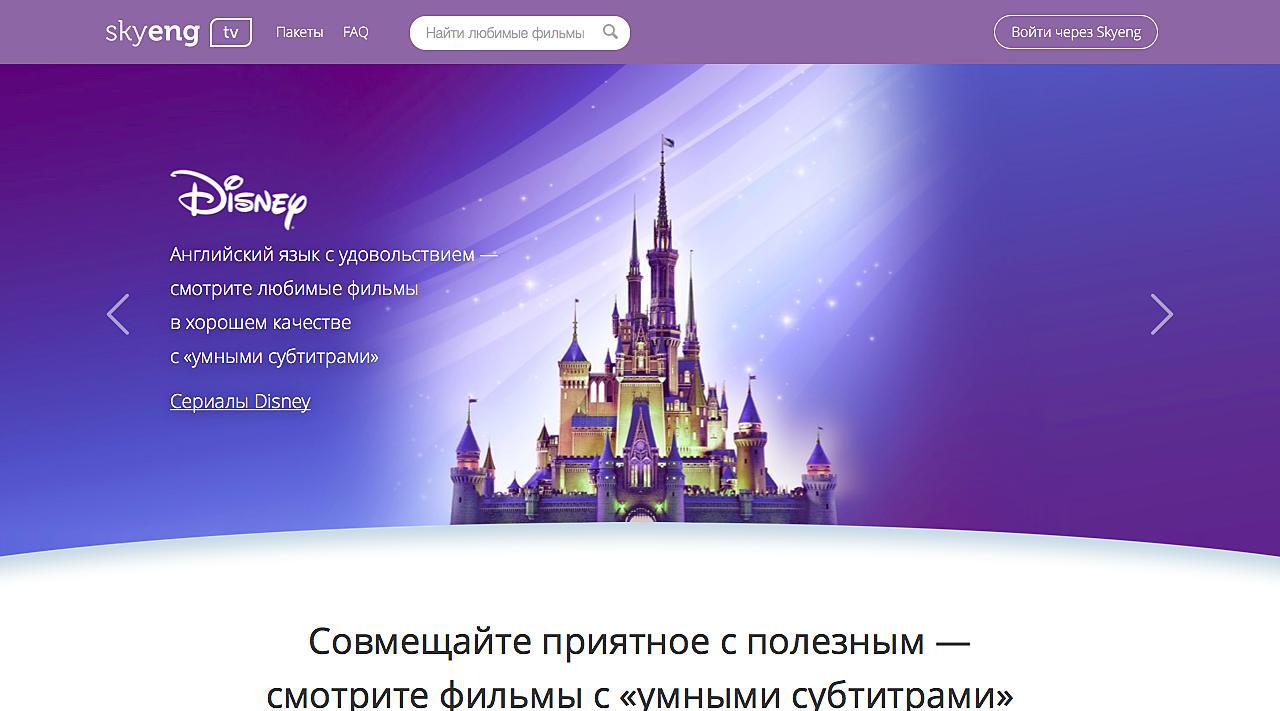 skyeng tv Пакеты FAQ Найти любимые фильмы Войти через Skyeng
Disney
Английский язык с удовольствием —
смотрите любимые фильмы
в хорошем качестве
с «умными субтитрами»
Сериалы Disney
Совмещайте приятное с полезным —
смотрите фильмы с «умными субтитрами»